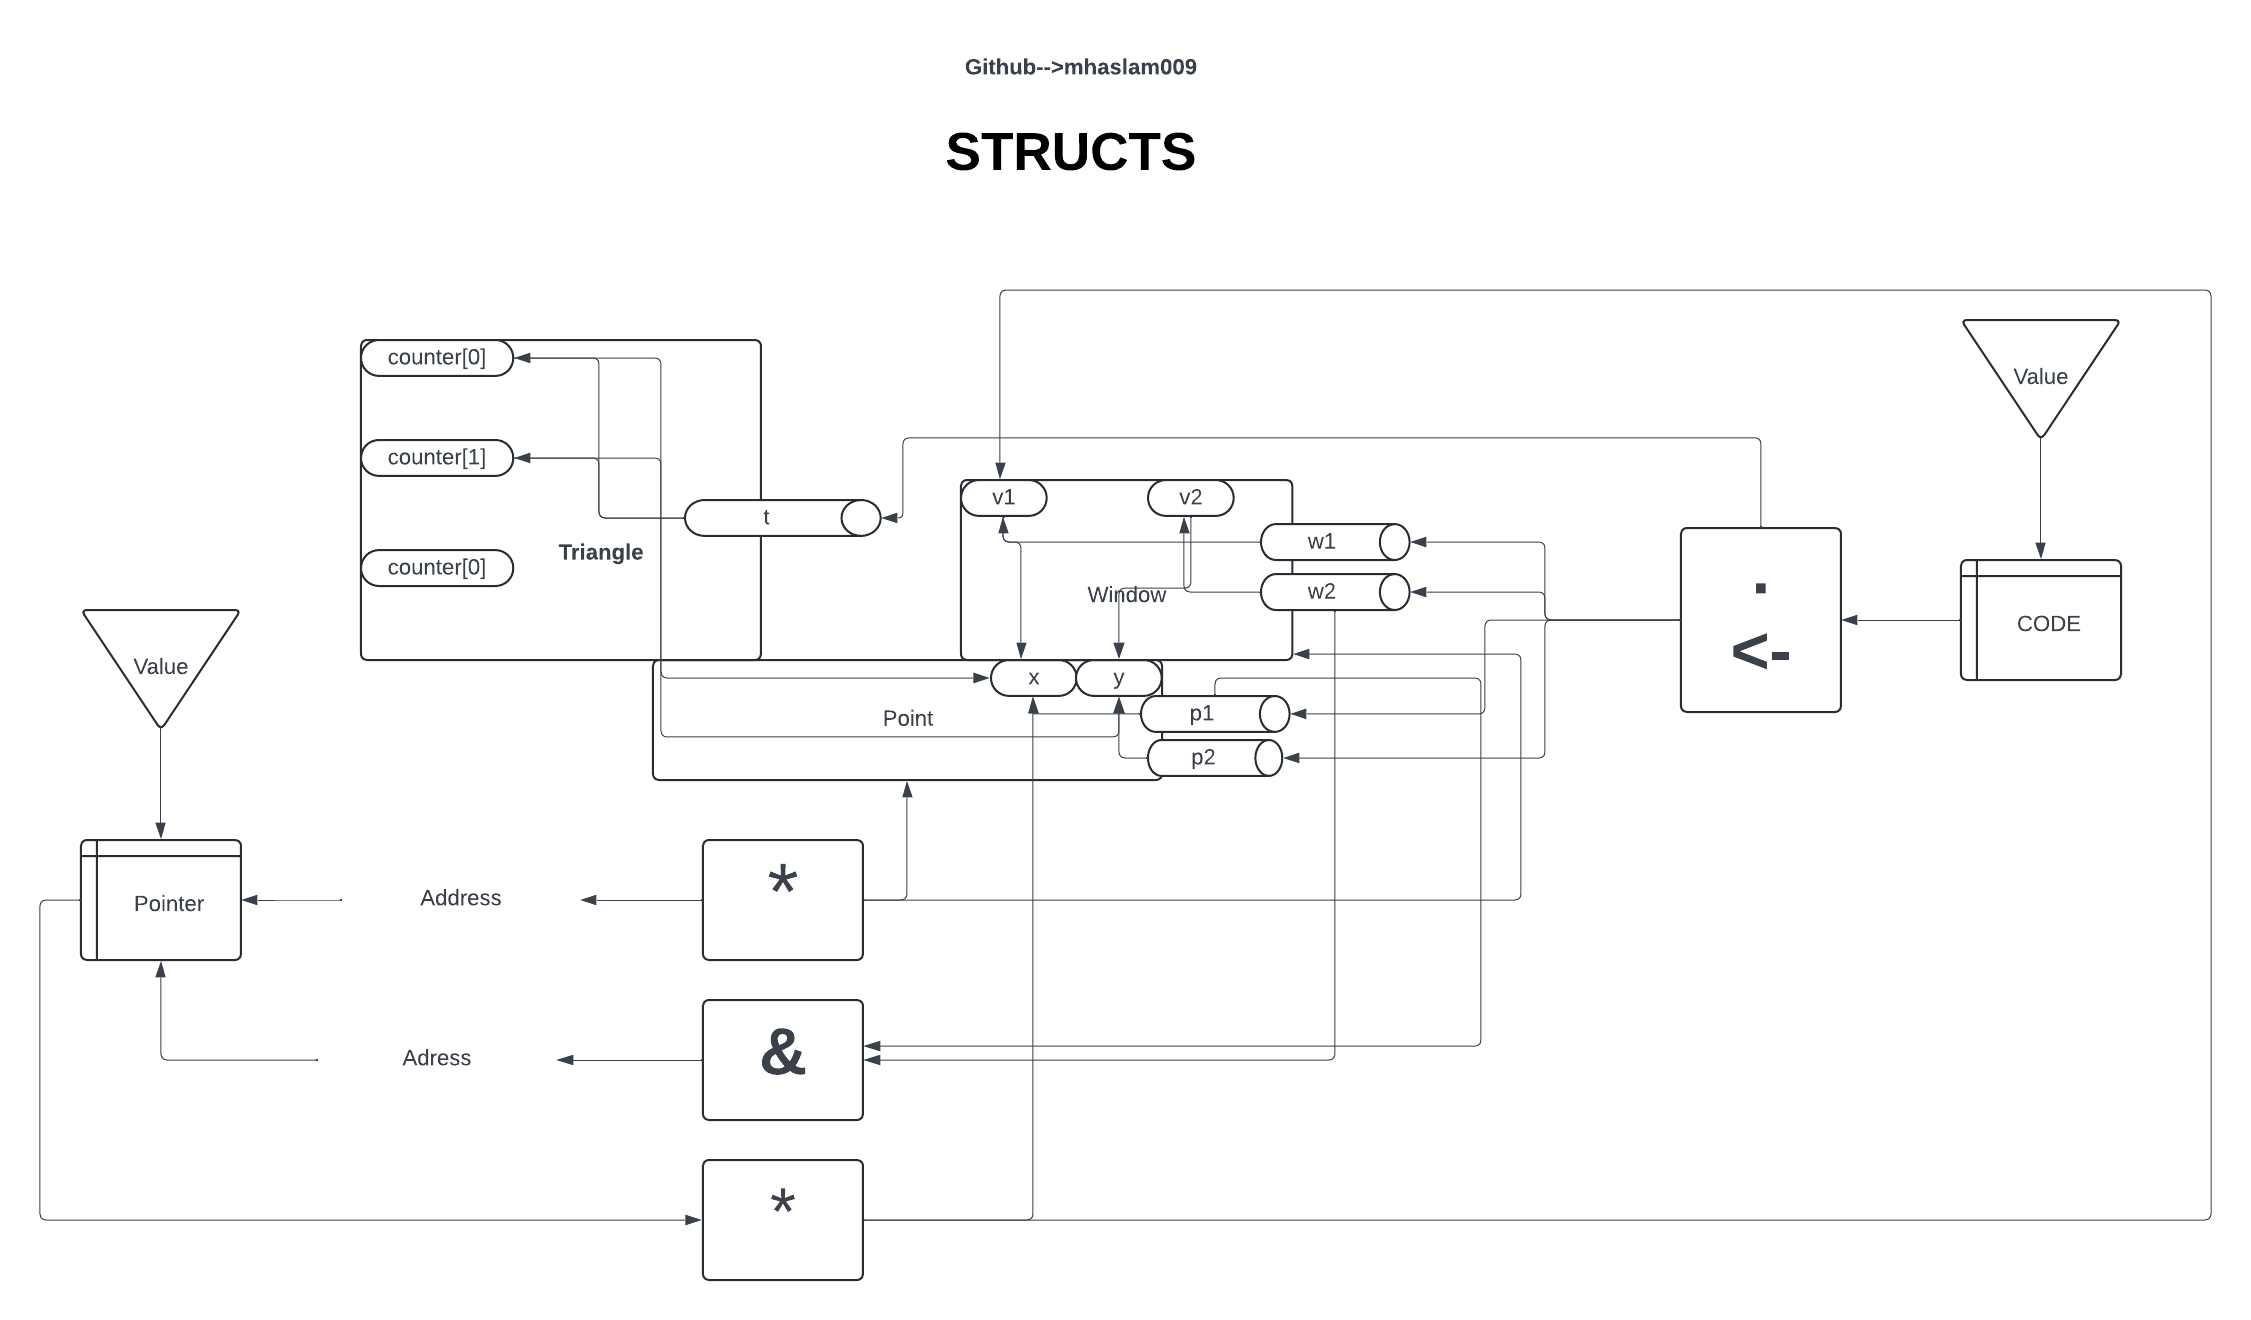 Github-->mhaslam009
STRUCTS
counter[0]
counter[1]
counter[0]
Triangle
t
v1
v2
w1
w2
Window
x
y
Point
p1
p2
.
<-
Value
CODE
Value
Pointer
Address
*
Adress
&
*